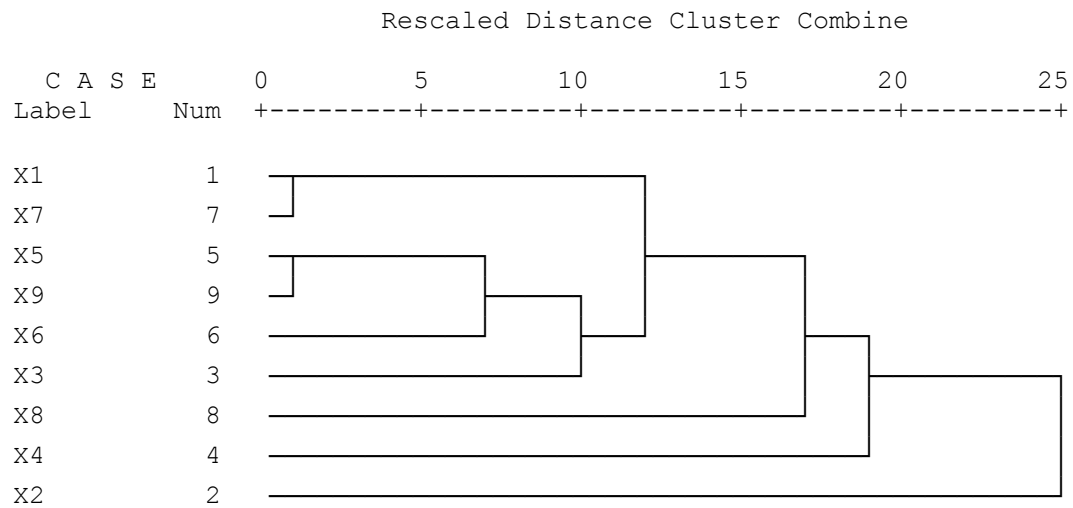 Rescaled Distance Cluster Combine
C A S E 0 5 10 15 20 25
Label Num +---------+---------+---------+---------+---------+
X1 1
X7 7
X5 5
X9 9
X6 6
X3 3
X8 8
X4 4
X2 2